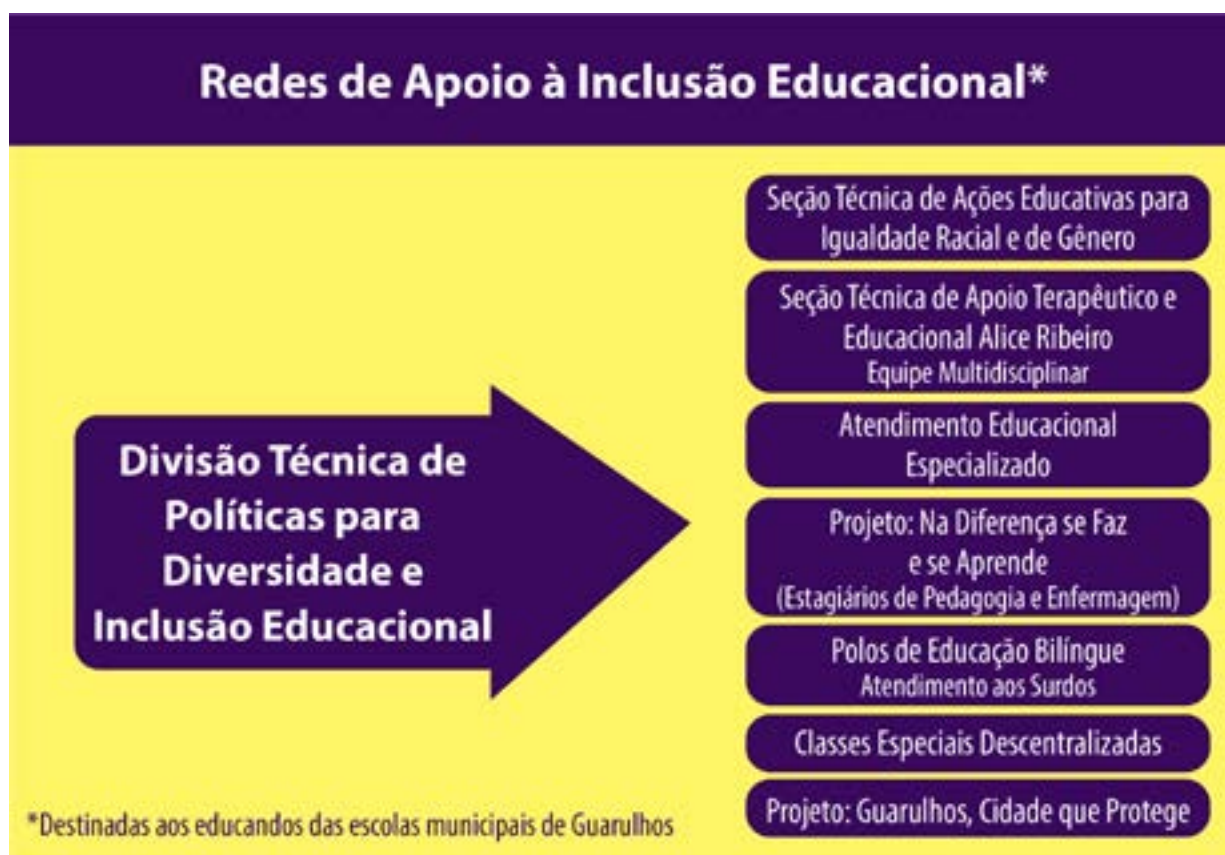 Redes de Apoio à Inclusão Educacional*
Divisão Técnica de
Políticas para
Diversidade e
Inclusão Educacional
Seção Técnica de Ações Educativas para
Igualdade Racial e de Gênero
Seção Técnica de Apoio Terapêutico e
Educacional Alice Ribeiro
Equipe Multidisciplinar
Atendimento Educacional
Especializado
Projeto: Na Diferença se Faz
e se Aprende
(Estagiários de Pedagogia e Enfermagem)
Polos de Educação Bilíngue
Atendimento aos Surdos
Classes Especiais Descentralizadas
Projeto: Guarulhos, Cidade que Protege
*Destinadas aos educandos das escolas municipais de Guarulhos